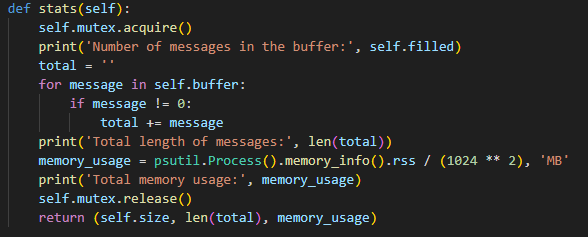 def stats(self):
    self.mutex.acquire()
    print('Number of messages in the buffer:', self.filled)
    total = ''
    for message in self.buffer:
        if message != 0:
            total += message
    print('Total length of messages:', len(total))
    memory_usage = psutil.Process().memory_info().rss / (1024 ** 2), 'MB'
    print('Total memory usage:', memory_usage)
    self.mutex.release()
    return (self.size, len(total), memory_usage)